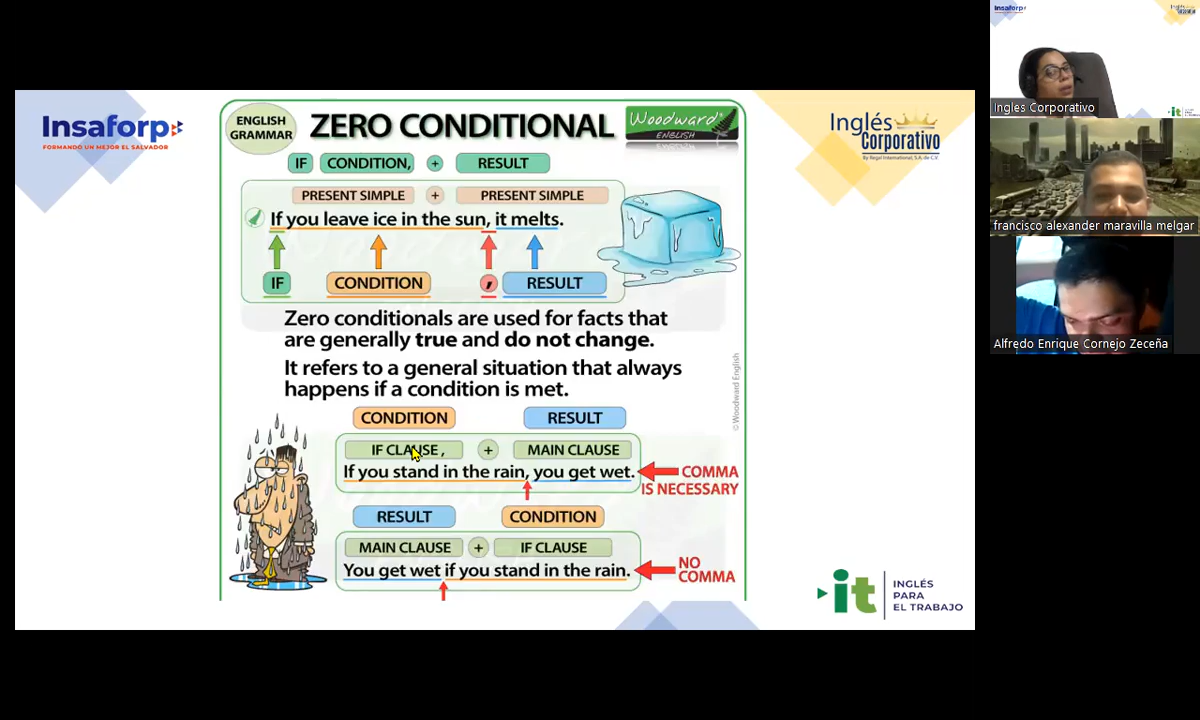 Insaforp
FORMANDO UN MEJOR EL SALVADOR
ENGLISH
GRAMMAR
ZERO CONDITIONAL
Woodward®
ENGLISH
Inglés
Corporativo
By Regal International, S.A. de C.V.
IF CONDITION, + RESULT
PRESENT SIMPLE + PRESENT SIMPLE
If you leave ice in the sun, it melts.
IF CONDITION , RESULT
Zero conditionals are used for facts that
are generally true and do not change.
It refers to a general situation that always
happens if a condition is met.
© Woodward English
CONDITION RESULT
IF CLAUSE, + MAIN CLAUSE
If you stand in the rain, you get wet.
COMMA
IS NECESSARY
RESULT CONDITION
MAIN CLAUSE + IF CLAUSE
You get wet if you stand in the rain.
NO
COMMA
it
INGLÉS
PARA
EL TRABAJO
Insaforp
Ingles Corporativo
it
francisco alexander maravilla melgar
Alfredo Enrique Cornejo Zeceña